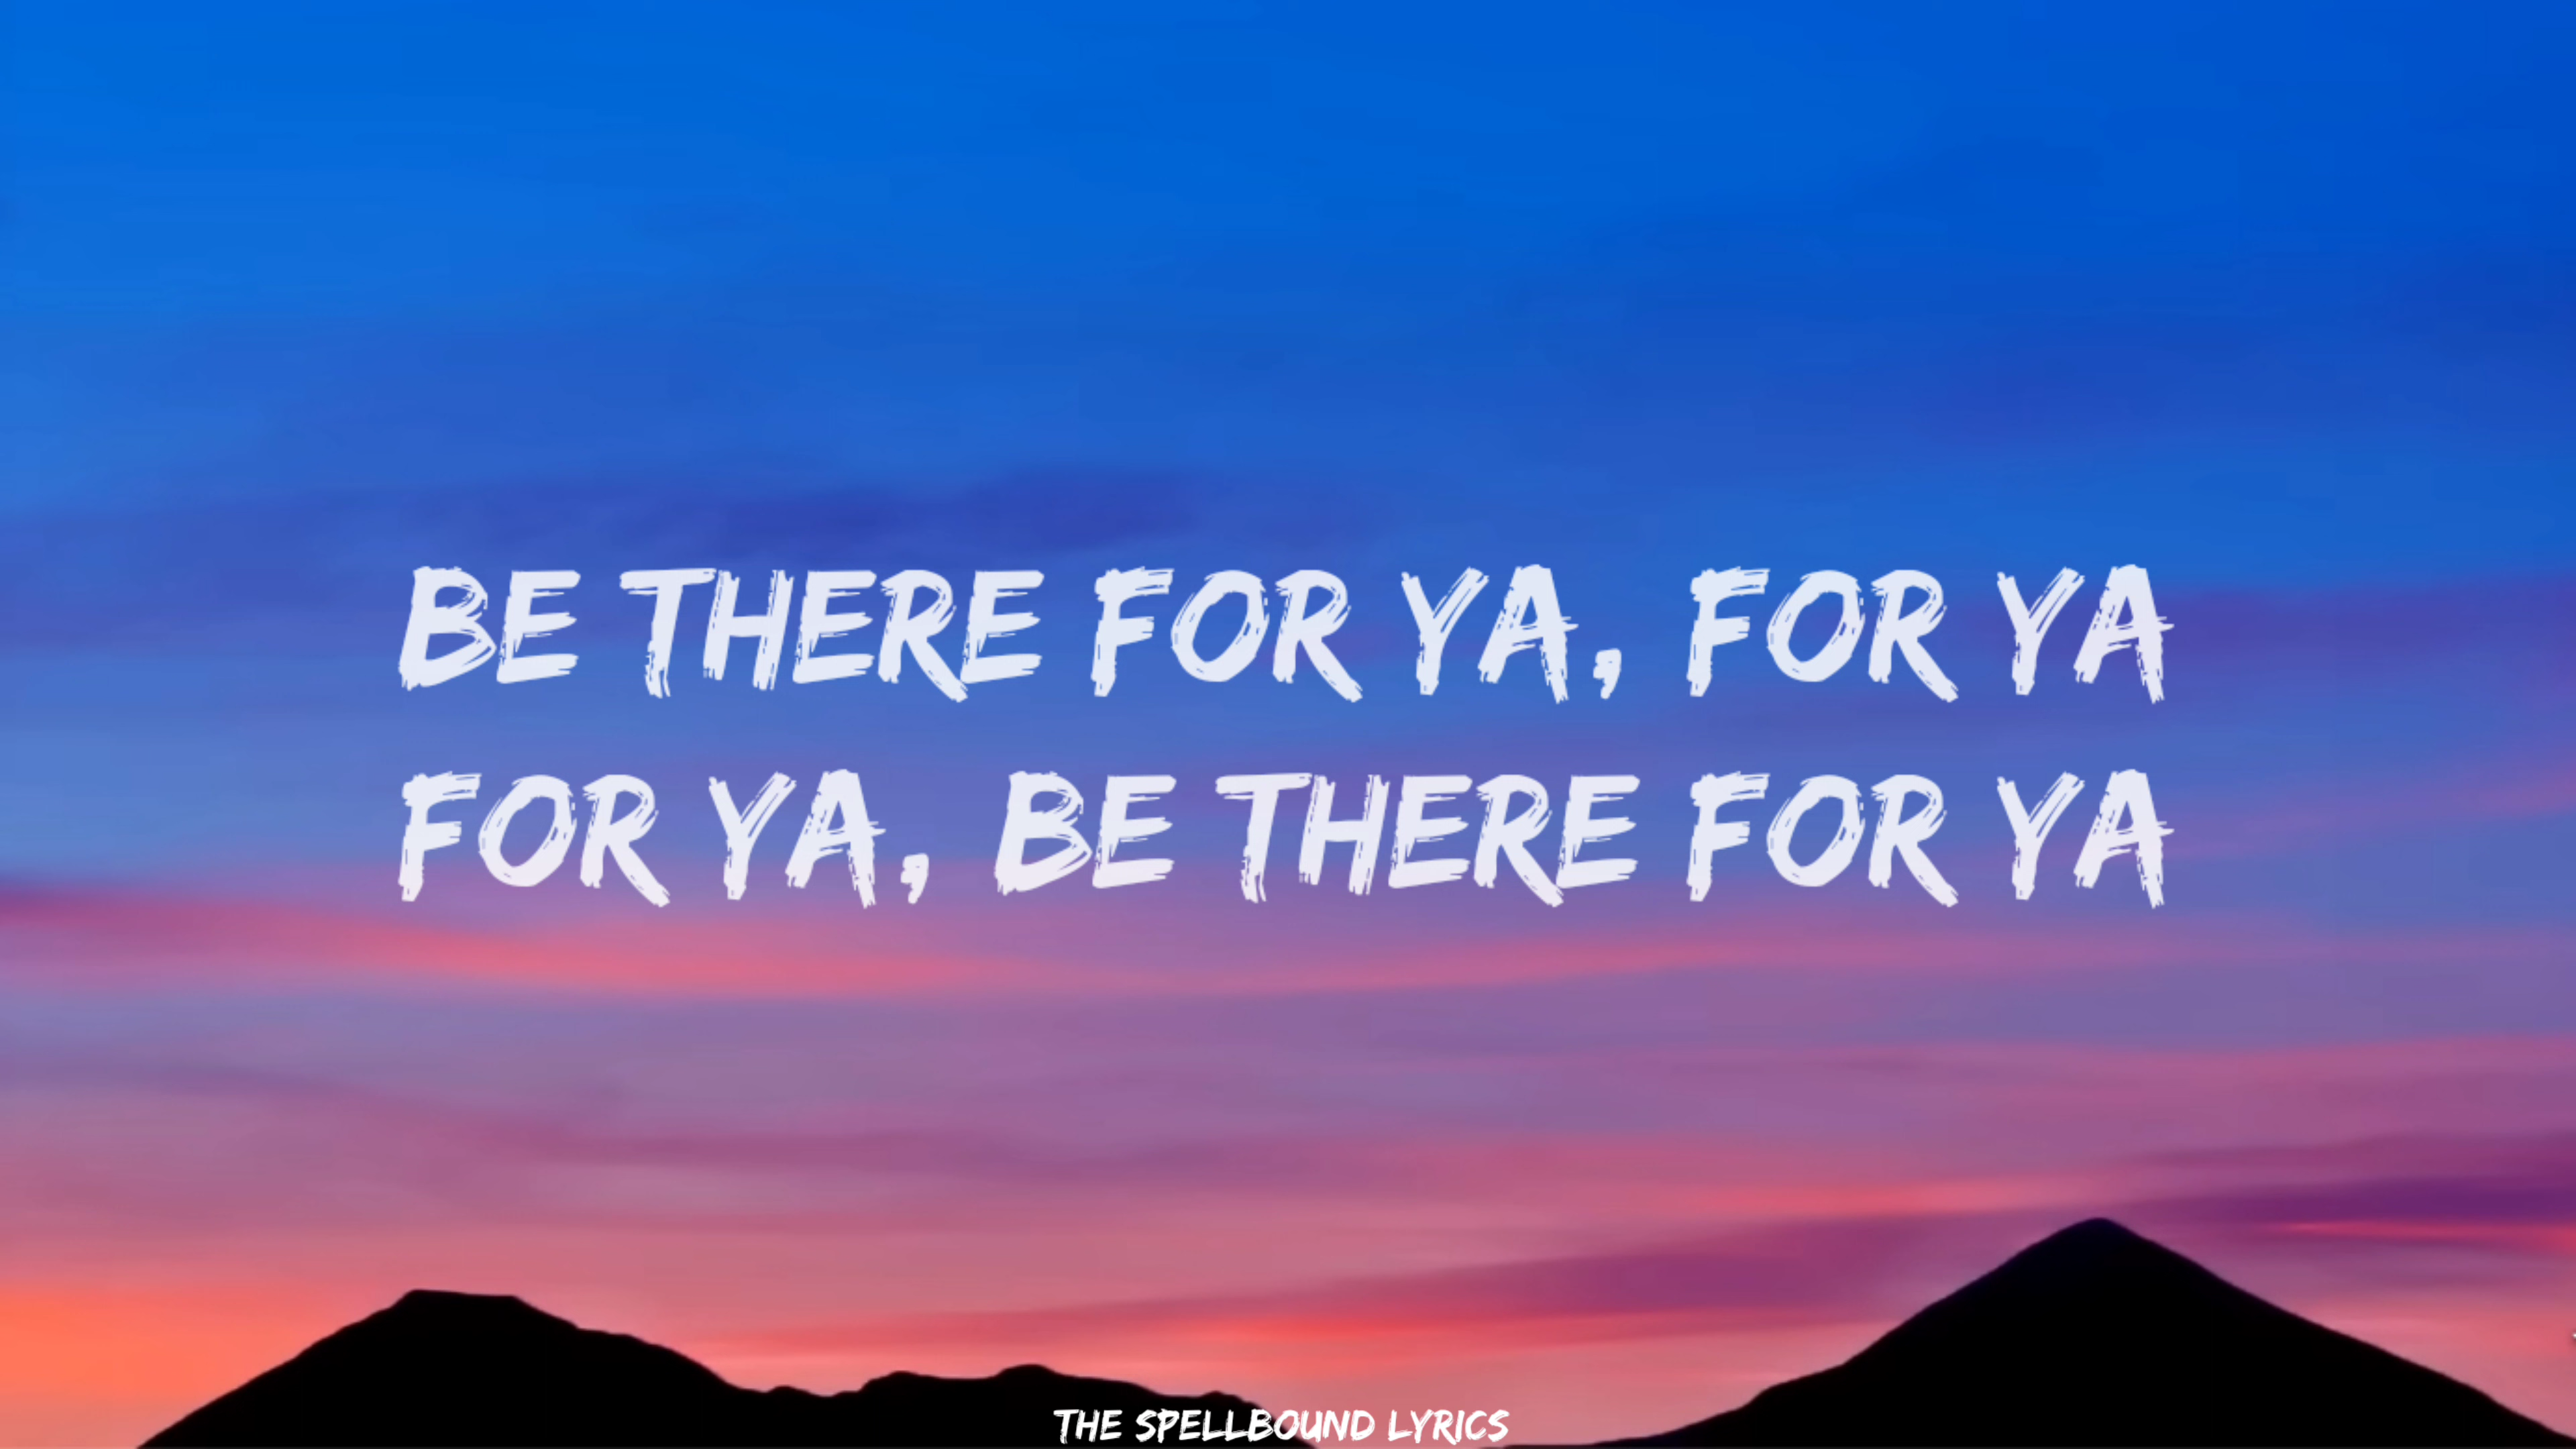 BE THERE FOR YA, FOR YA
FOR YA, BE THERE FOR YA
THE SPELLBOUND LYRICS